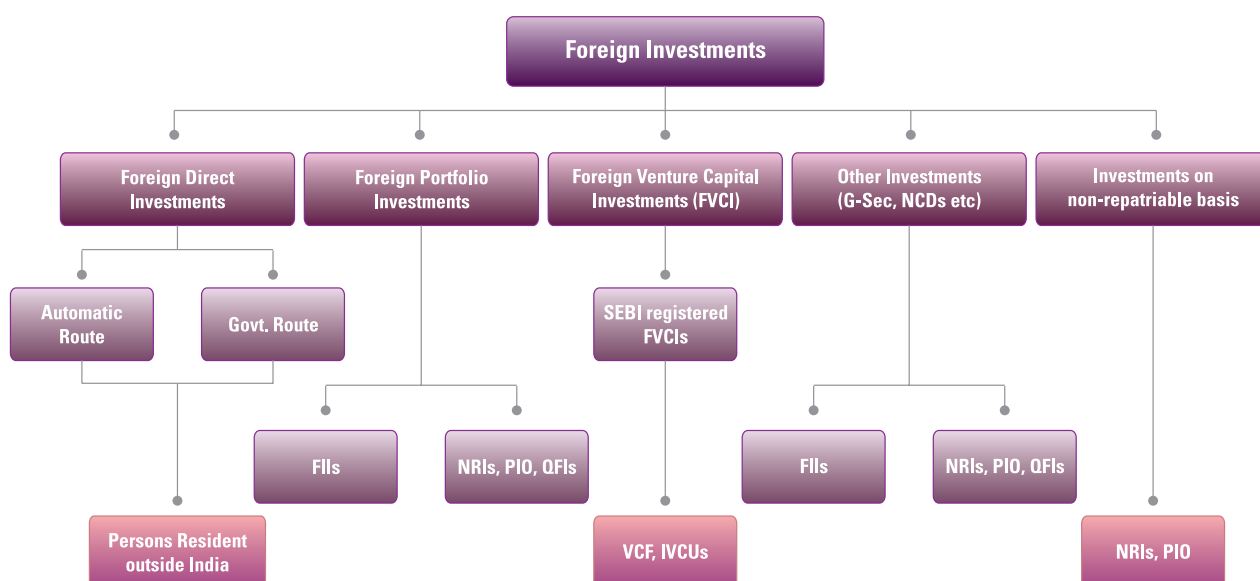 Foreign Investments
Foreign Direct
Investments
Foreign Portfolio
Investments
Foreign Venture Capital
Investments (FVCI)
Other Investments
(G-Sec, NCDs etc)
Investments on
non-repatriable basis
Automatic
Route
Govt. Route
SEBI registered
FVCIs
FIIs
NRIs, PIO, QFIs
FIIs
NRIs, PIO, QFIs
Persons Resident
outside India
VCF, IVCUs
NRIs, PIO